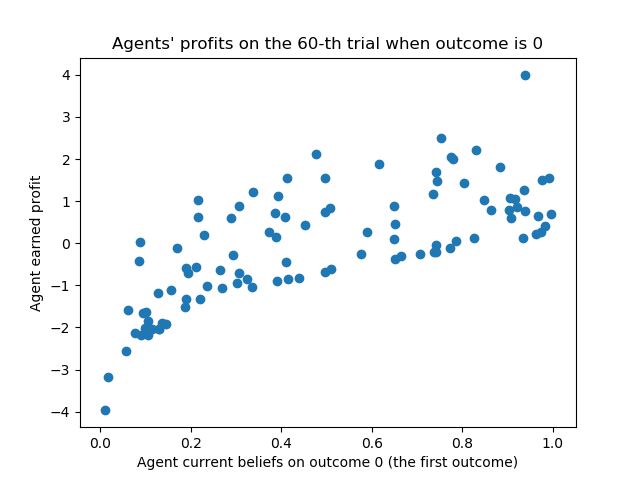 Agents' profits on the 60-th trial when outcome is 0
Agent earned profit
4
3
2
1
0
−1
−2
−3
−4
0.0 0.2 0.4 0.6 0.8 1.0
Agent current beliefs on outcome 0 (the first outcome)